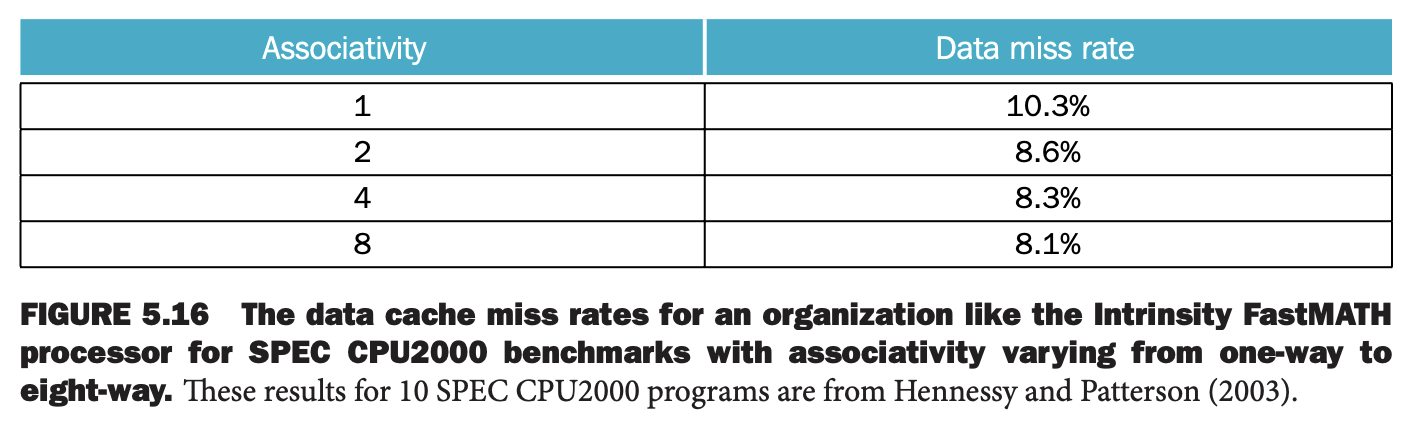 Associativity Data miss rate
1 10.3%
2 8.6%
4 8.3%
8 8.1%
FIGURE 5.16 The data cache miss rates for an organization like the Intrinsity FastMATH
processor for SPEC CPU2000 benchmarks with associativity varying from one-way to
eight-way. These results for 10 SPEC CPU2000 programs are from Hennessy and Patterson (2003).